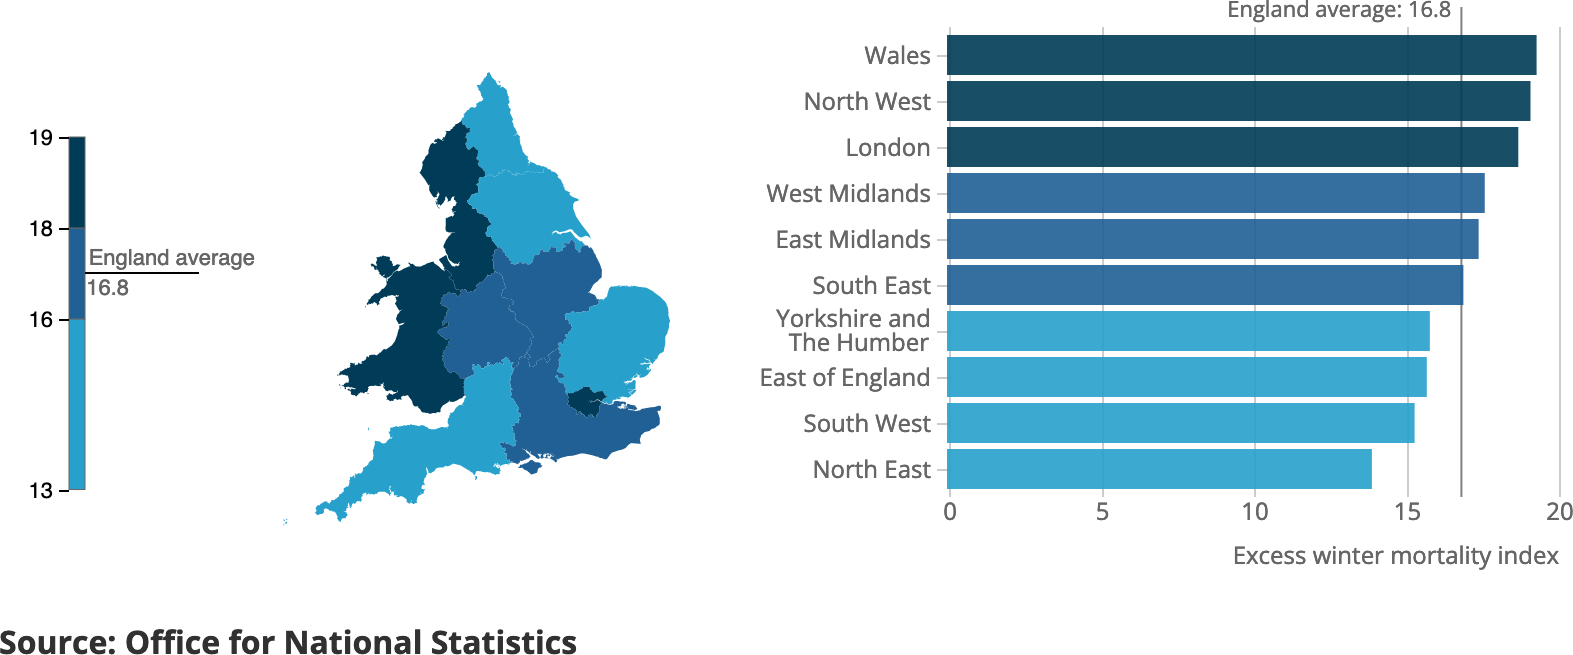 19
18
England average
16.8
16
13
England average: 16.8
Wales
North West
London
West Midlands
East Midlands
South East
Yorkshire and
The Humber
East of England
South West
North East
0 5 10 15 20
Excess winter mortality index
Source: Office for National Statistics